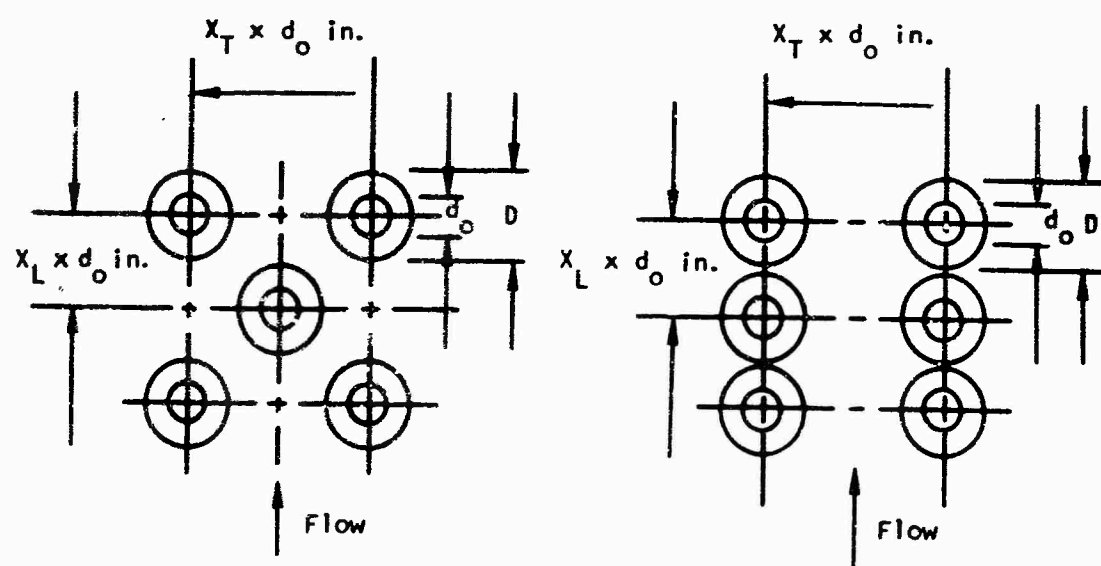 X_T x d_o in.
d_o D
X_L x d_o in.
Flow
X_T x d_o in.
d_o D
X_L x d_o in.
Flow